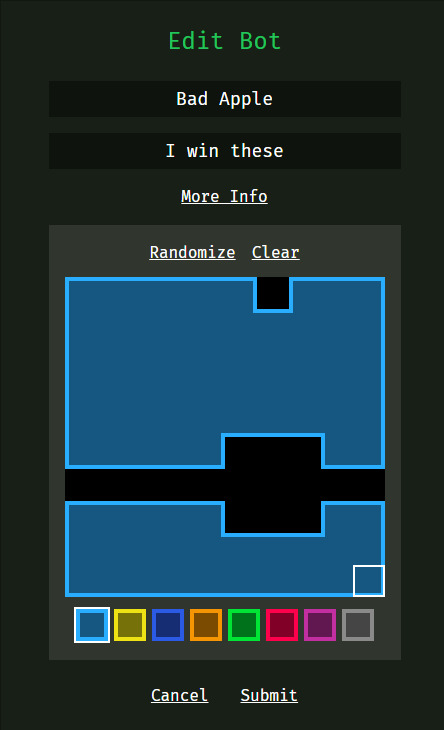 Edit Bot
Bad Apple
I win these
More Info
Randomize Clear
Cancel Submit